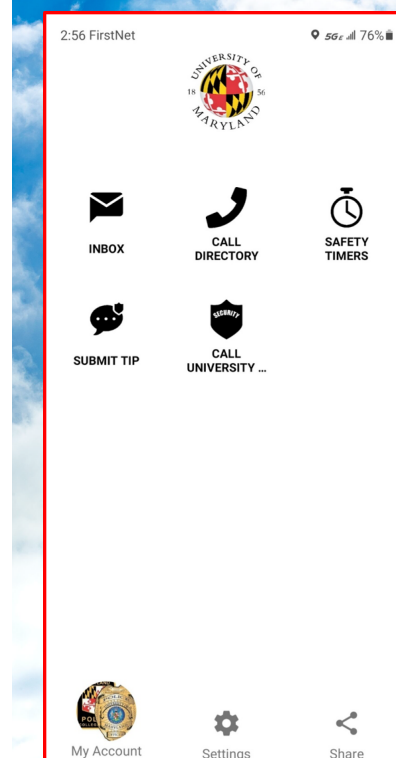 2:56 FirstNet
5GE 76%
UNIVERSITY OF
18 56
MARYLAND
INBOX
CALL
DIRECTORY
SAFETY
TIMERS
SUBMIT TIP
SECURITY
CALL
UNIVERSITY ...
My Account
Settings
Share